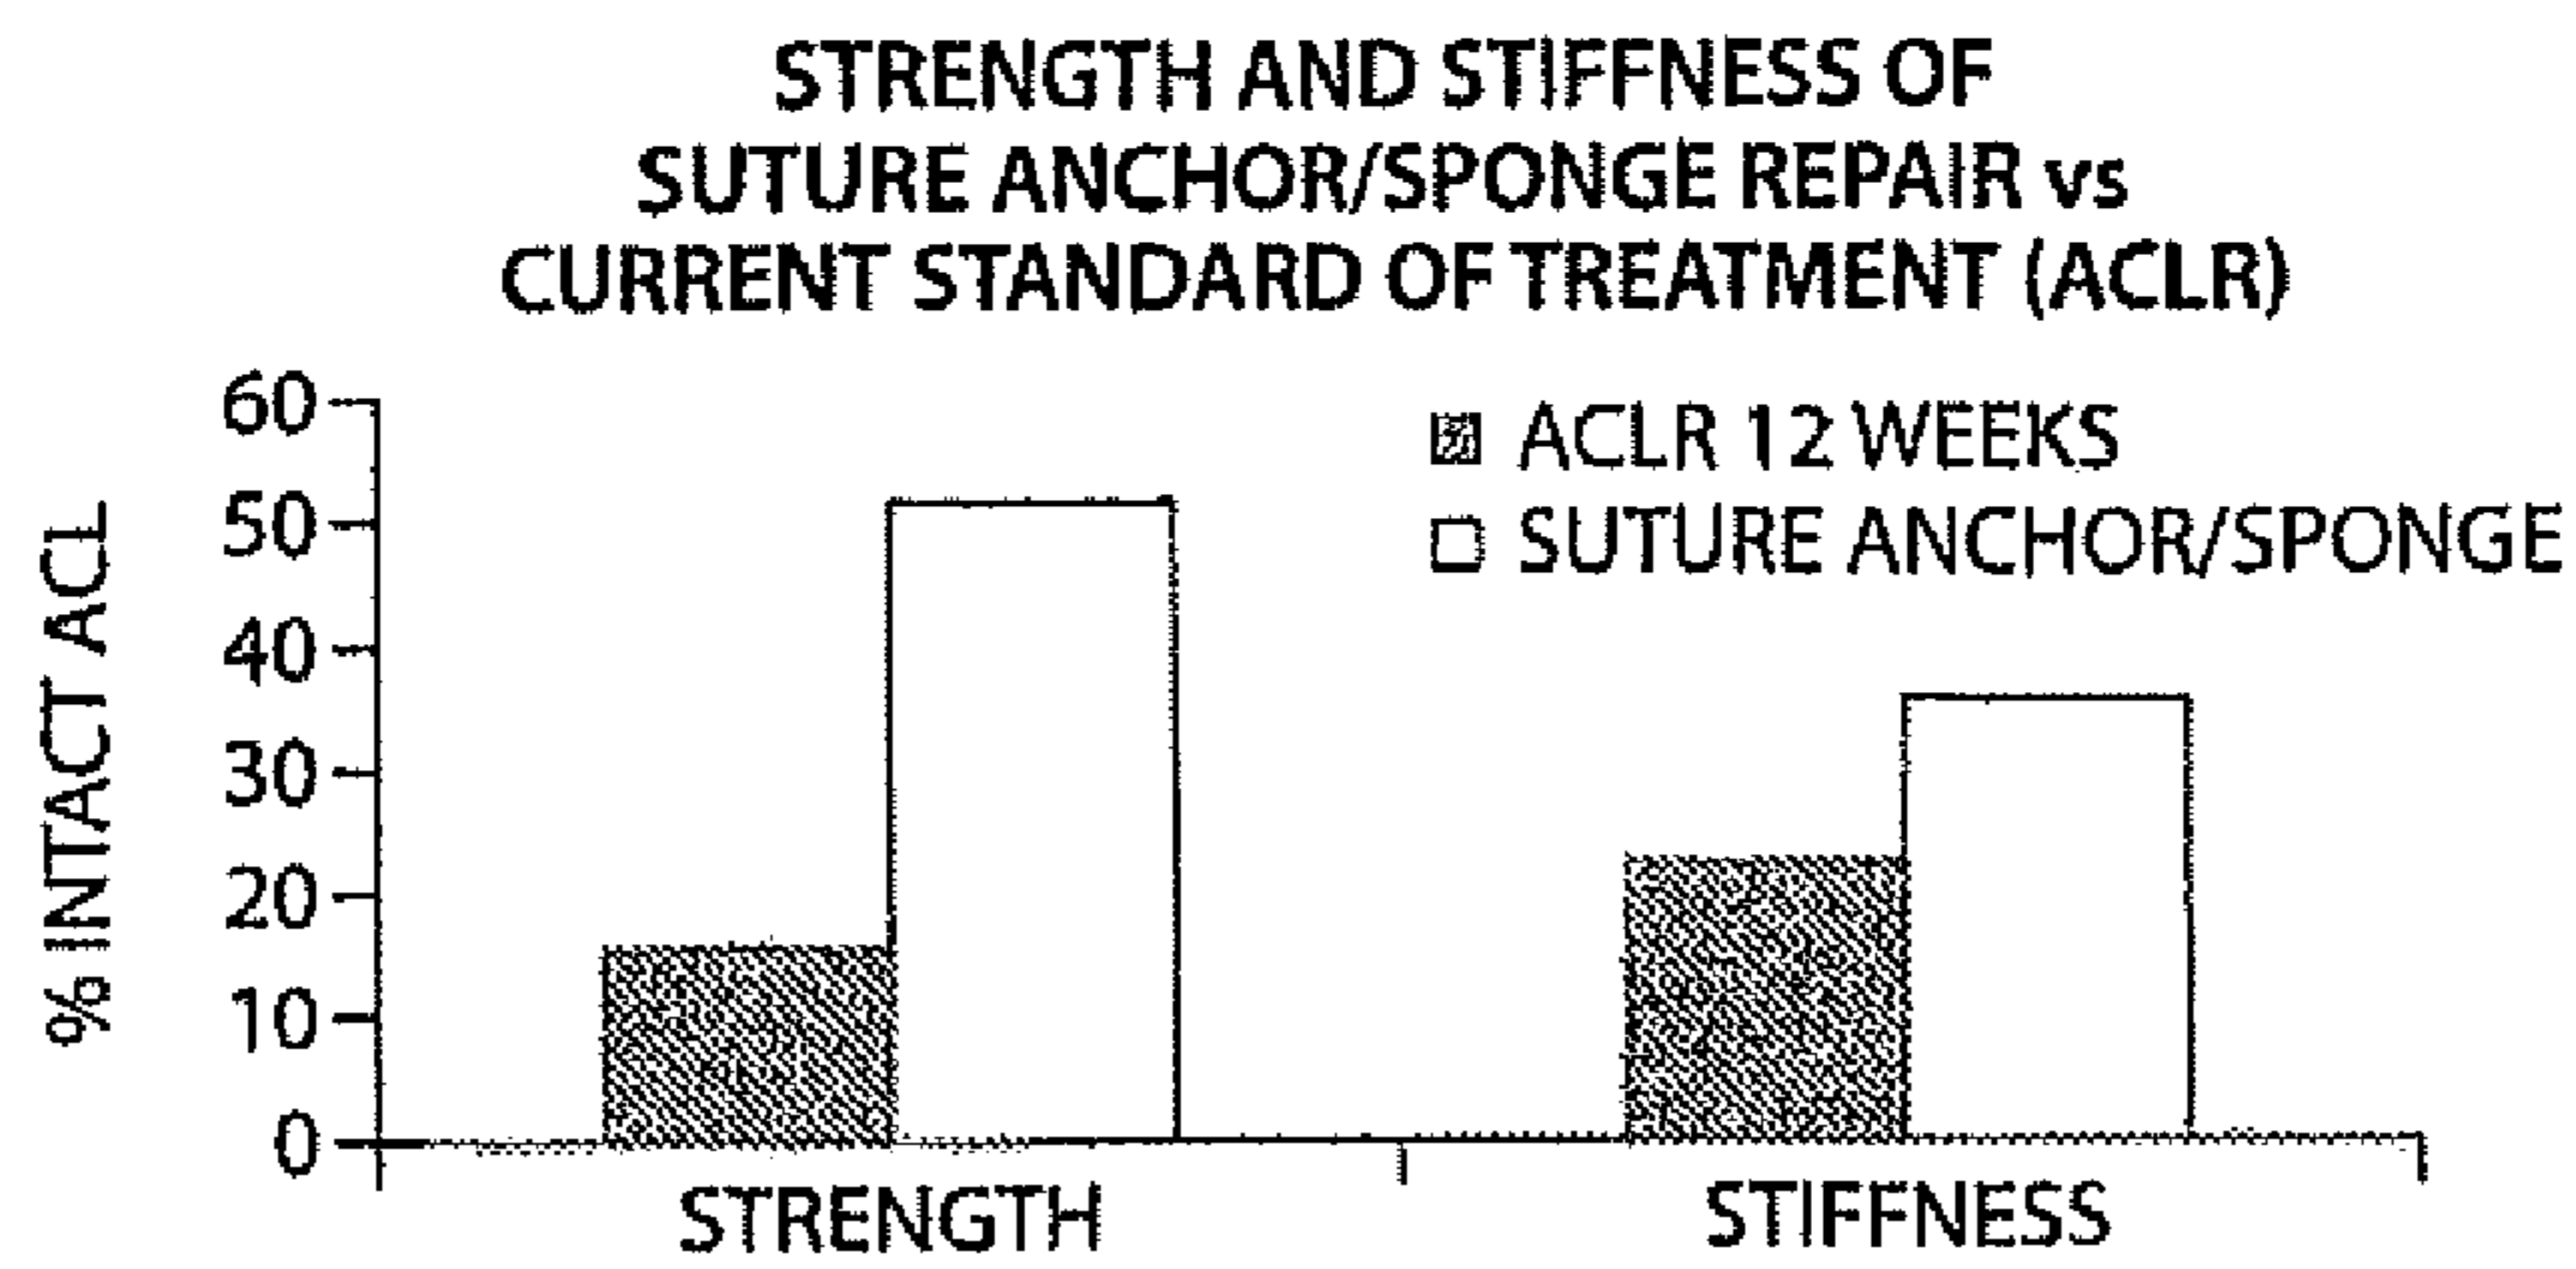 STRENGTH AND STIFFNESS OF
SUTURE ANCHOR/SPONGE REPAIR vs
CURRENT STANDARD OF TREATMENT (ACLR)
% INTACT ACL
60
50
40
30
20
10
0
ACLR 12 WEEKS
SUTURE ANCHOR/SPONGE
STRENGTH
STIFFNESS